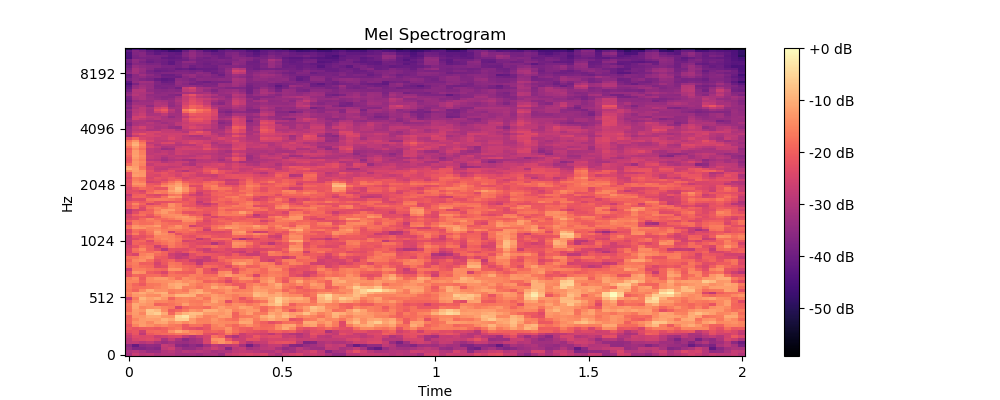 Mel Spectrogram
Hz
8192
4096
2048
1024
512
0
0
0.5
1
1.5
2
Time
+0 dB
-10 dB
-20 dB
-30 dB
-40 dB
-50 dB